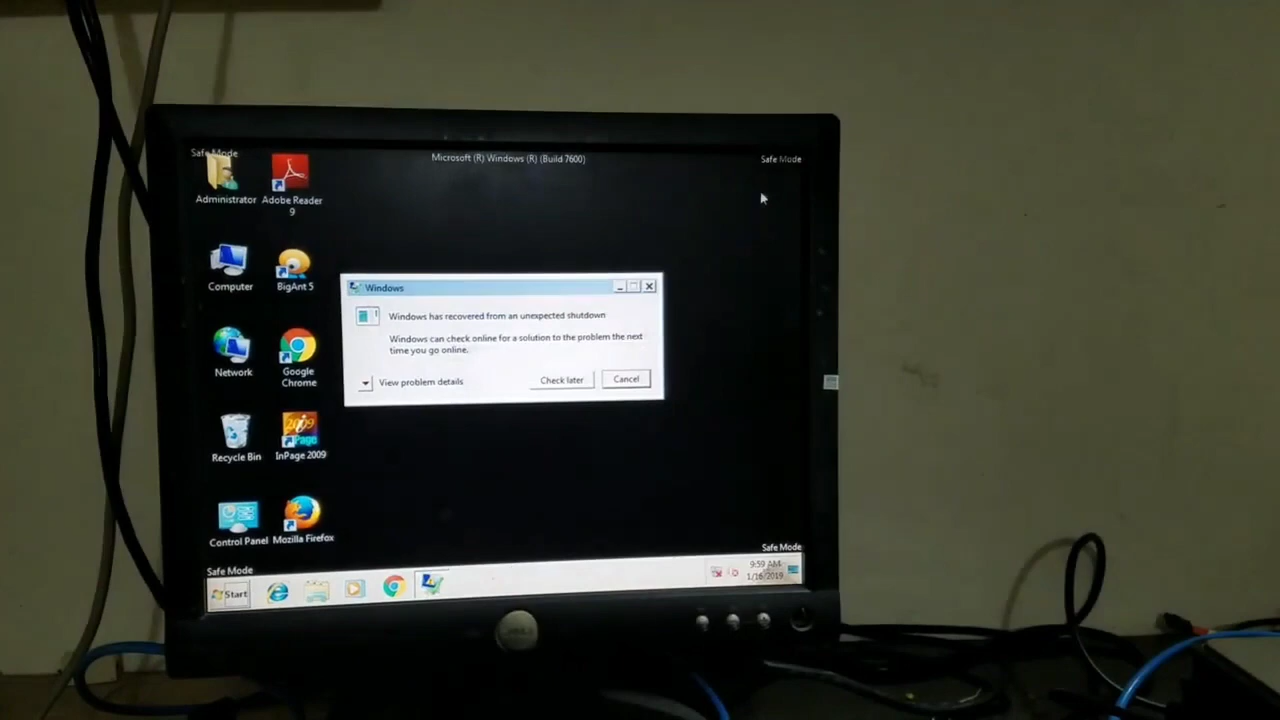 Safe Mode
Microsoft (R) Windows (R) (Build 7600)
Safe Mode
Administrator
Adobe Reader
9
Computer
BigAnt 5
Network
Google
Chrome
Recycle Bin
2009
Page
InPage 2009
Control Panel
Mozilla Firefox
Windows
Windows has recovered from an unexpected shutdown
Windows can check online for a solution to the problem the next
time you go online.
View problem details
Check later
Cancel
Safe Mode
Safe Mode
Start
9:59 AM
1/16/2019
DELL